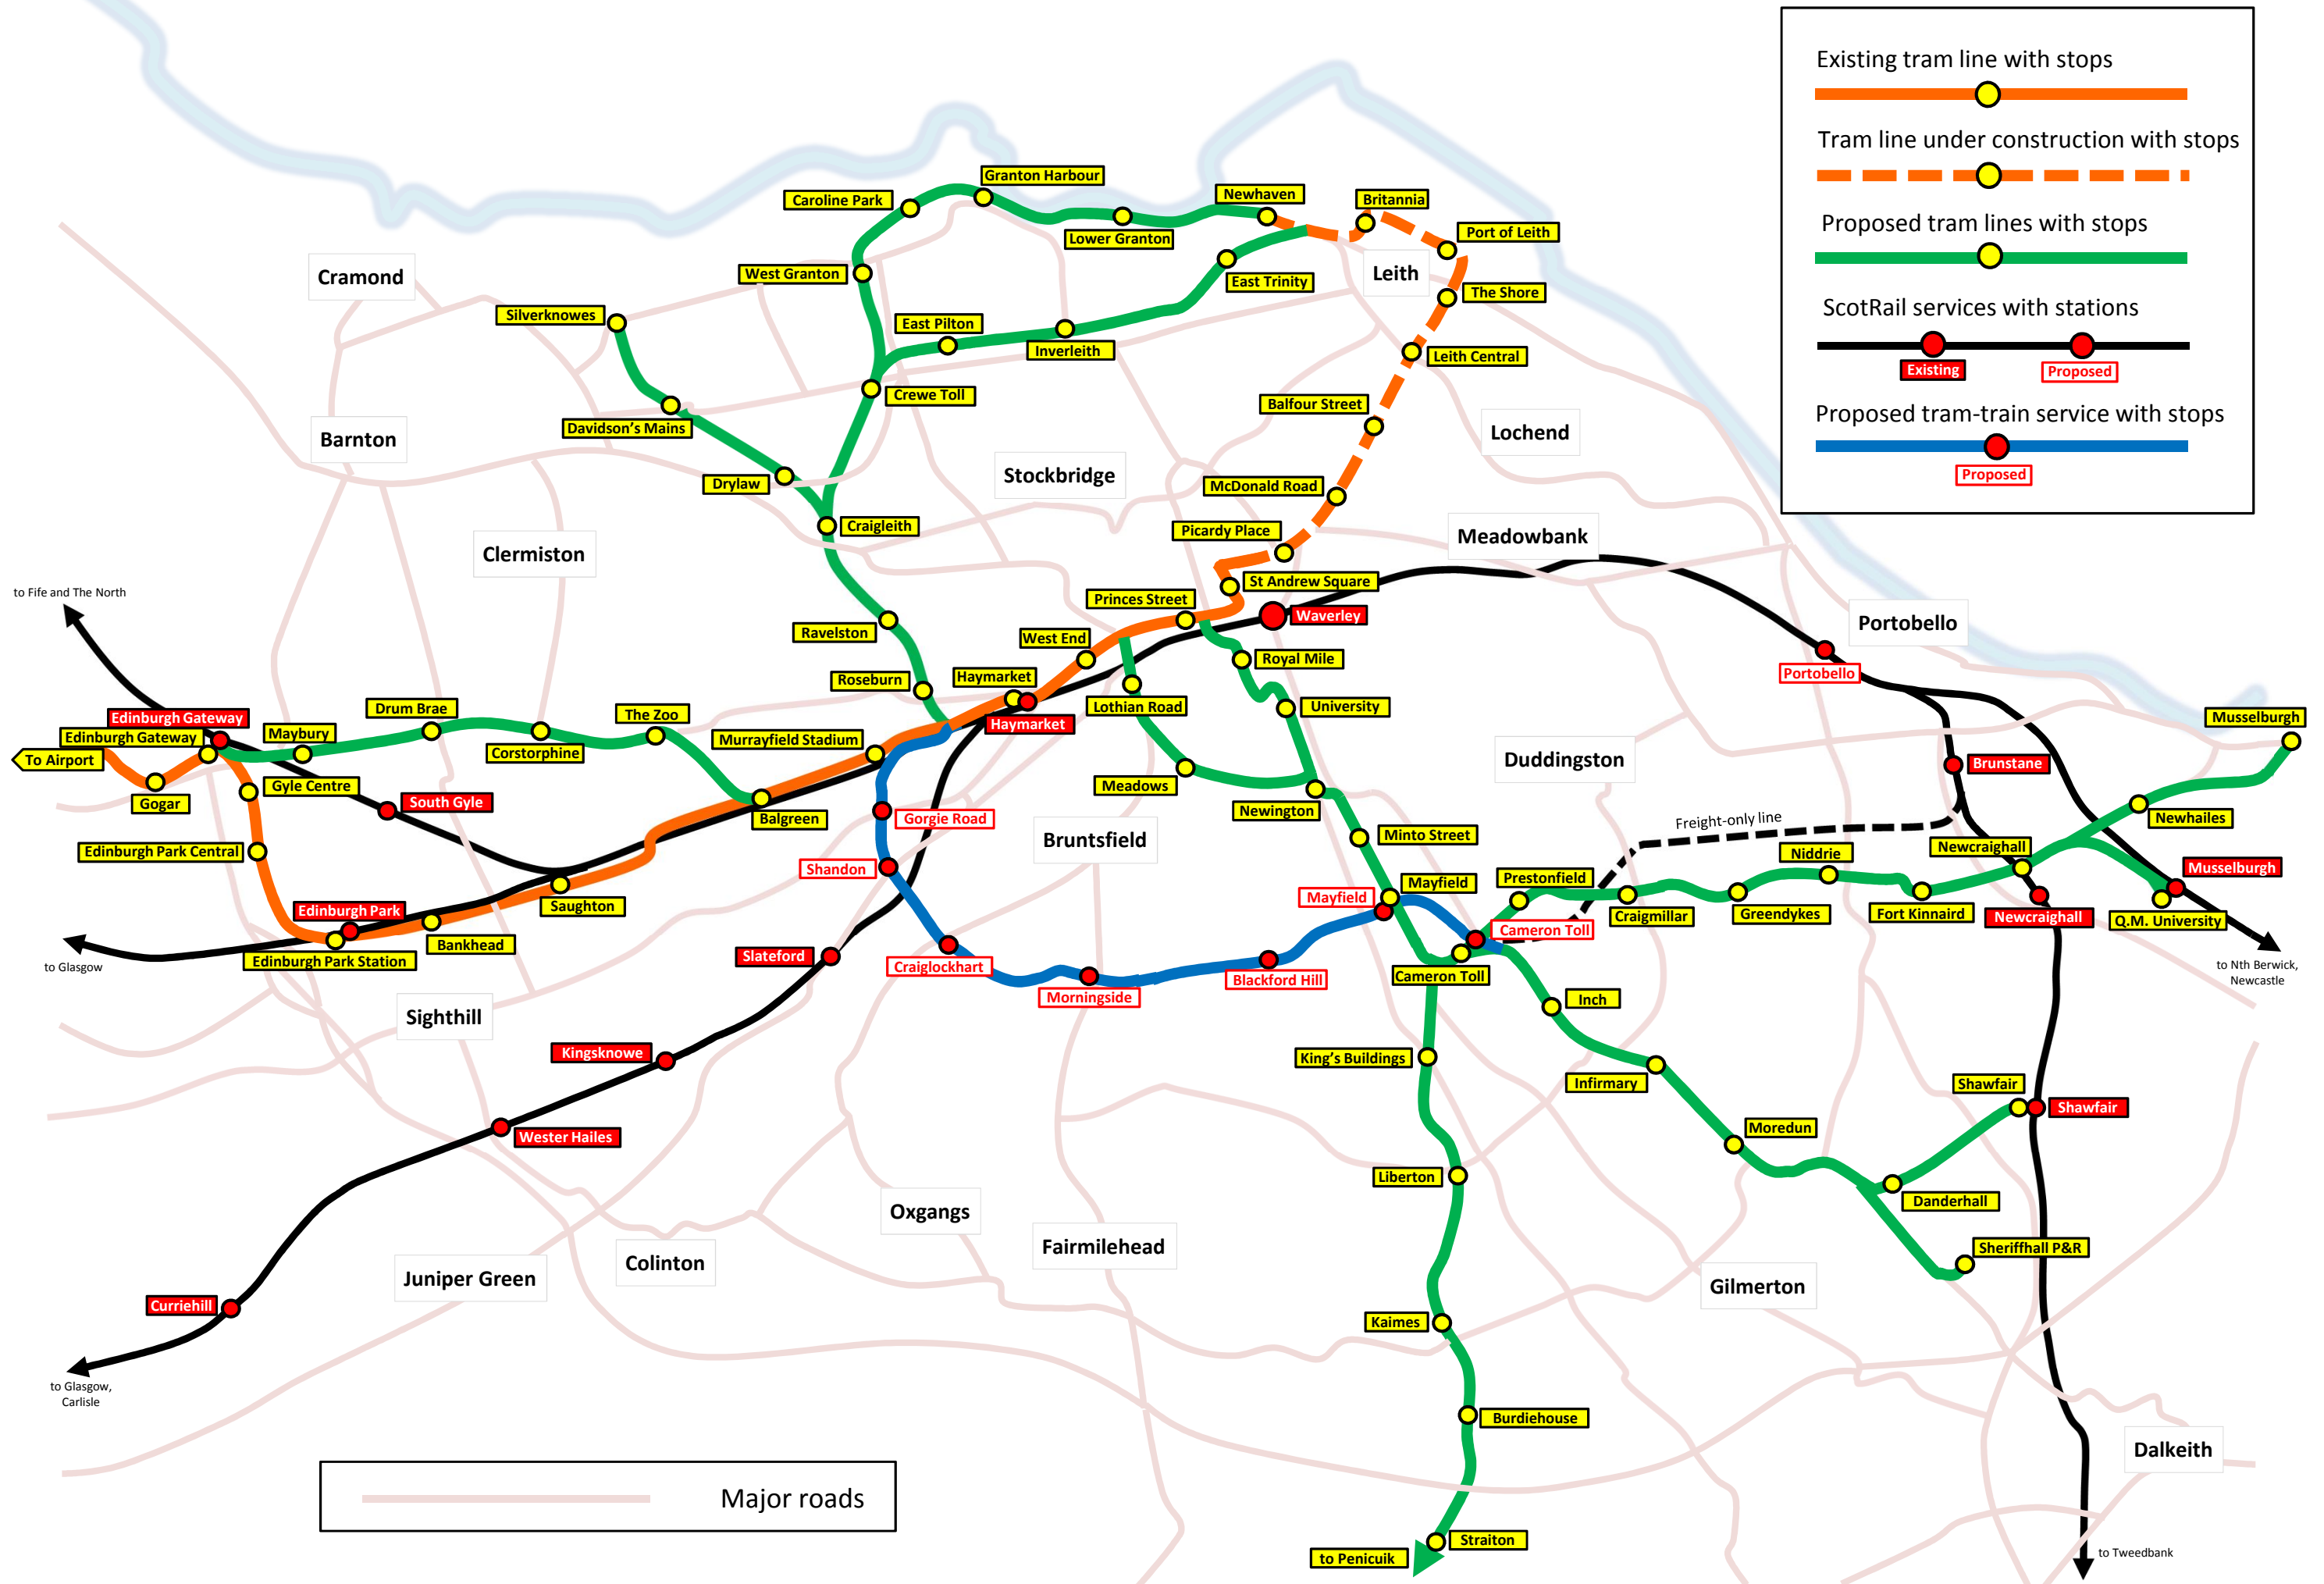 Existing tram line with stops
Tram line under construction with stops
Proposed tram lines with stops
ScotRail services with stations
Existing
Proposed
Proposed tram-train service with stops
Proposed
Granton Harbour
Caroline Park
Newhaven
Britannia
Lower Granton
Port of Leith
Cramond
West Granton
Leith
East Trinity
The Shore
Silverknowes
East Pilton
Inverleith
Leith Central
Crewe Toll
Balfour Street
Davidson's Mains
Barnton
Lochend
Stockbridge
Drylaw
McDonald Road
Craigleith
Picardy Place
Meadowbank
Clermiston
St Andrew Square
to Fife and The North
Princes Street
Waverley
Portobello
Ravelston
West End
Royal Mile
Portobello
Roseburn
Haymarket
Lothian Road
University
Drum Brae
The Zoo
Edinburgh Gateway
Edinburgh Gateway
Maybury
Corstorphine
Murrayfield Stadium
Haymarket
Musselburgh
To Airport
Gogar
Gyle Centre
South Gyle
Duddingston
Brunstane
Meadows
Newington
Balgreen
Gorgie Road
Freight-only line
Newhailes
Bruntsfield
Minto Street
Edinburgh Park Central
Shandon
Niddrie
Newcraighall
Musselburgh
Mayfield
Mayfield
Prestonfield
Edinburgh Park
Saughton
Craigmillar
Greendykes
Fort Kinnaird
Newcraighall
Q.M. University
Bankhead
Cameron Toll
Edinburgh Park Station
to Glasgow
Slateford
Craiglockhart
Morningside
Blackford Hill
Cameron Toll
to Nth Berwick,
Newcastle
Inch
Sighthill
Kingsknowe
King's Buildings
Infirmary
Shawfair
Shawfair
Wester Hailes
Moredun
Liberton
Danderhall
Oxgangs
Fairmilehead
Sheriffhall P&R
Colinton
Juniper Green
Gilmerton
Curriehill
Kaimes
to Glasgow,
Carlisle
Burdiehouse
Dalkeith
Major roads
Straiton
to Penicuik
to Tweedbank